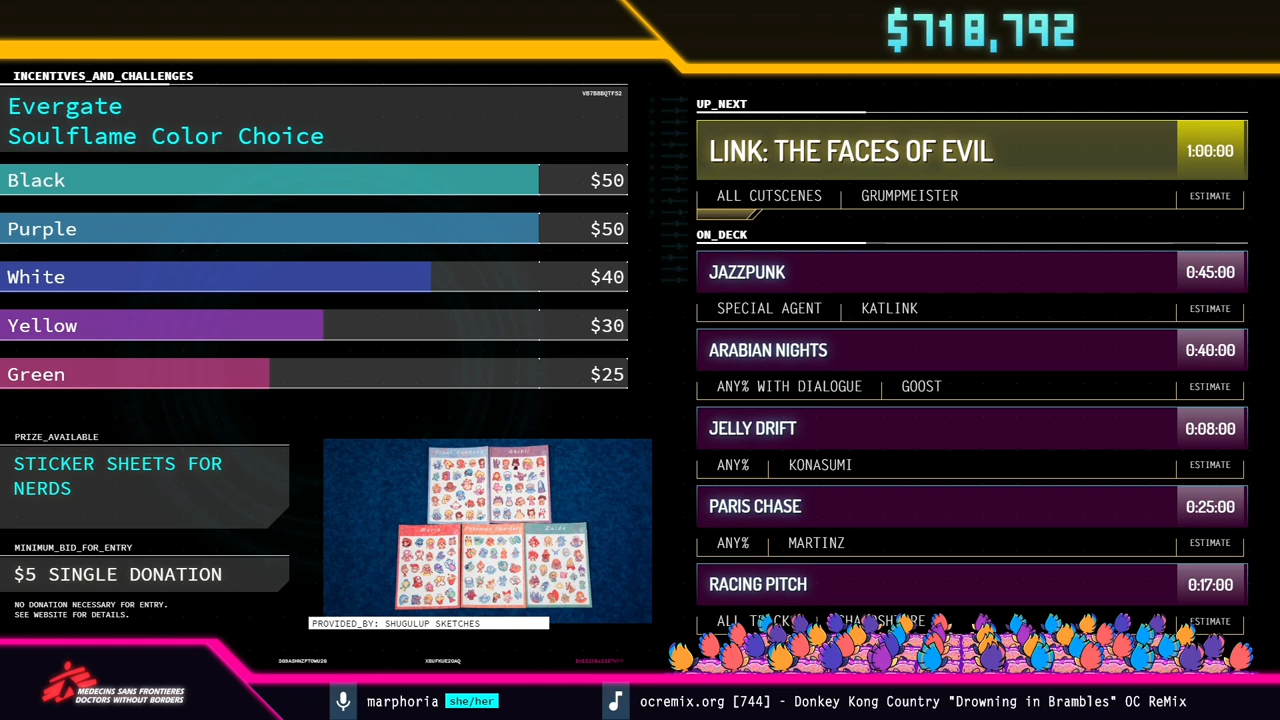 $718,792
INCENTIVES_AND_CHALLENGES
VB7B8BQTFS2
Evergate
Soulflame Color Choice
Black $50
Purple $50
White $40
Yellow $30
Green $25
PRIZE_AVAILABLE
STICKER SHEETS FOR
NERDS
MINIMUM_BID_FOR_ENTRY
$5 SINGLE DONATION
NO DONATION NECESSARY FOR ENTRY.
SEE WEBSITE FOR DETAILS.
PROVIDED_BY: SHUGULUP SKETCHES
UP_NEXT
LINK: THE FACES OF EVIL 1:00:00
ALL CUTSCENES GRUMPMEISTER ESTIMATE
ON_DECK
JAZZPUNK 0:45:00
SPECIAL AGENT KATLINK ESTIMATE
ARABIAN NIGHTS 0:40:00
ANY% WITH DIALOGUE GOOST ESTIMATE
JELLY DRIFT 0:08:00
ANY% KONASUMI ESTIMATE
PARIS CHASE 0:25:00
ANY% MARTINZ ESTIMATE
RACING PITCH 0:17:00
ALL ESTIMATE
MEDECINS SANS FRONTIERES
DOCTORS WITHOUT BORDERS
marphoria she/her
ocremix.org [744] - Donkey Kong Country "Drowning in Brambles" OC ReMix